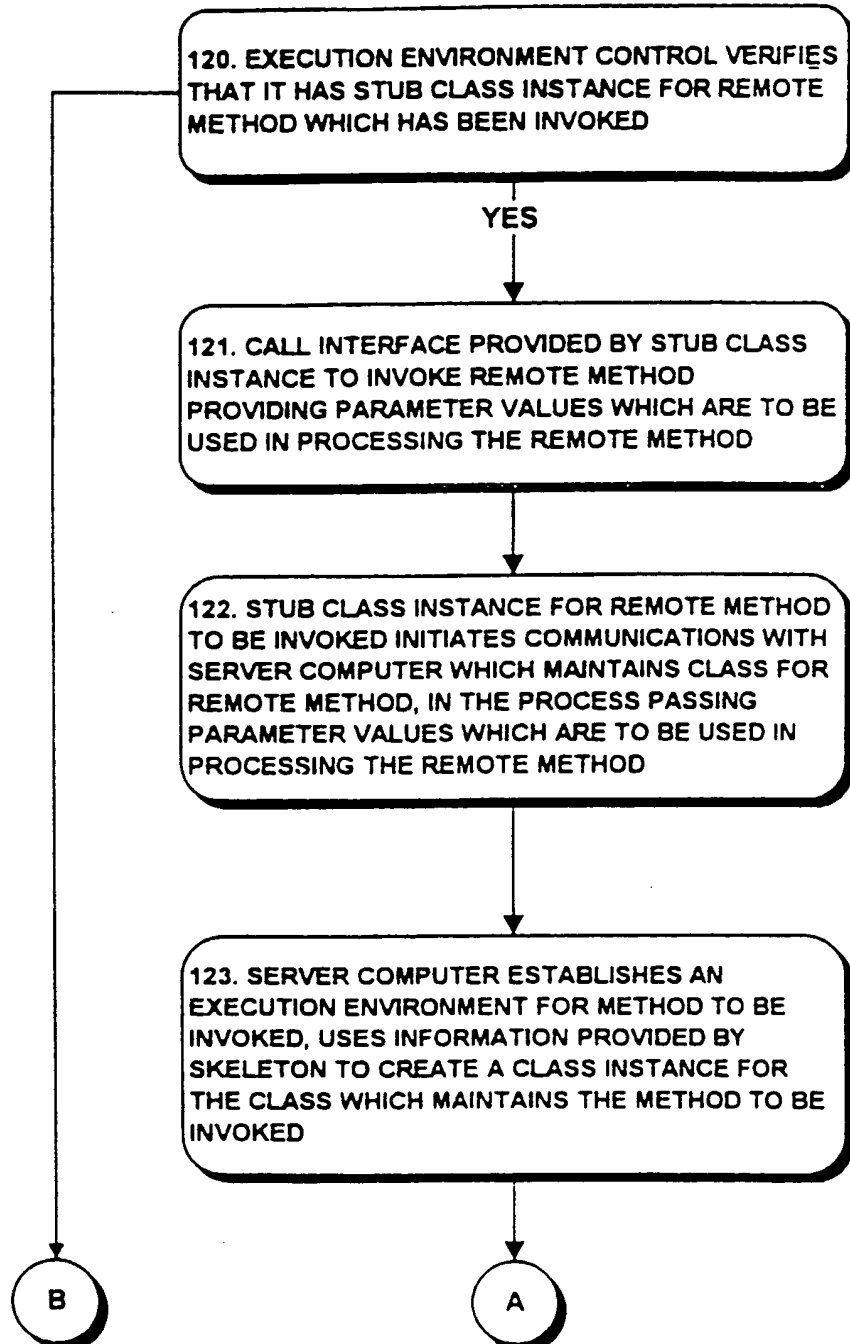 120. EXECUTION ENVIRONMENT CONTROL VERIFIES
THAT IT HAS STUB CLASS INSTANCE FOR REMOTE
METHOD WHICH HAS BEEN INVOKED
YES
121. CALL INTERFACE PROVIDED BY STUB CLASS
INSTANCE TO INVOKE REMOTE METHOD
PROVIDING PARAMETER VALUES WHICH ARE TO BE
USED IN PROCESSING THE REMOTE METHOD
122. STUB CLASS INSTANCE FOR REMOTE METHOD
TO BE INVOKED INITIATES COMMUNICATIONS WITH
SERVER COMPUTER WHICH MAINTAINS CLASS FOR
REMOTE METHOD, IN THE PROCESS PASSING
PARAMETER VALUES WHICH ARE TO BE USED IN
PROCESSING THE REMOTE METHOD
123. SERVER COMPUTER ESTABLISHES AN
EXECUTION ENVIRONMENT FOR METHOD TO BE
INVOKED, USES INFORMATION PROVIDED BY
SKELETON TO CREATE A CLASS INSTANCE FOR
THE CLASS WHICH MAINTAINS THE METHOD TO BE
INVOKED
B
A